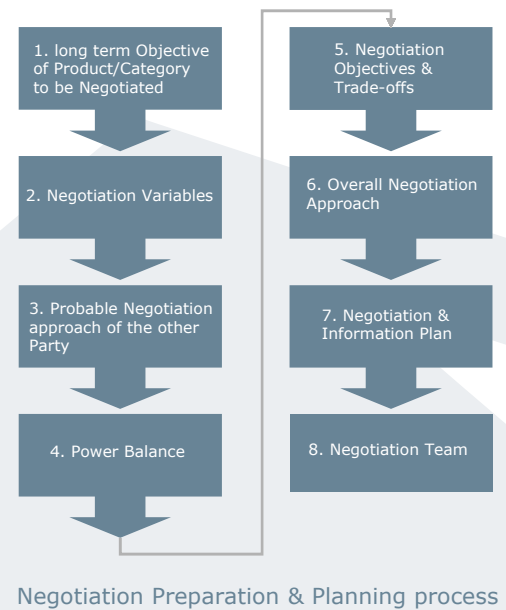 1. long term Objective
of Product/Category
to be Negotiated
2. Negotiation Variables
3. Probable Negotiation
approach of the other
Party
4. Power Balance
5. Negotiation
Objectives &
Trade-offs
6. Overall Negotiation
Approach
7. Negotiation &
Information Plan
8. Negotiation Team
Negotiation Preparation & Planning process